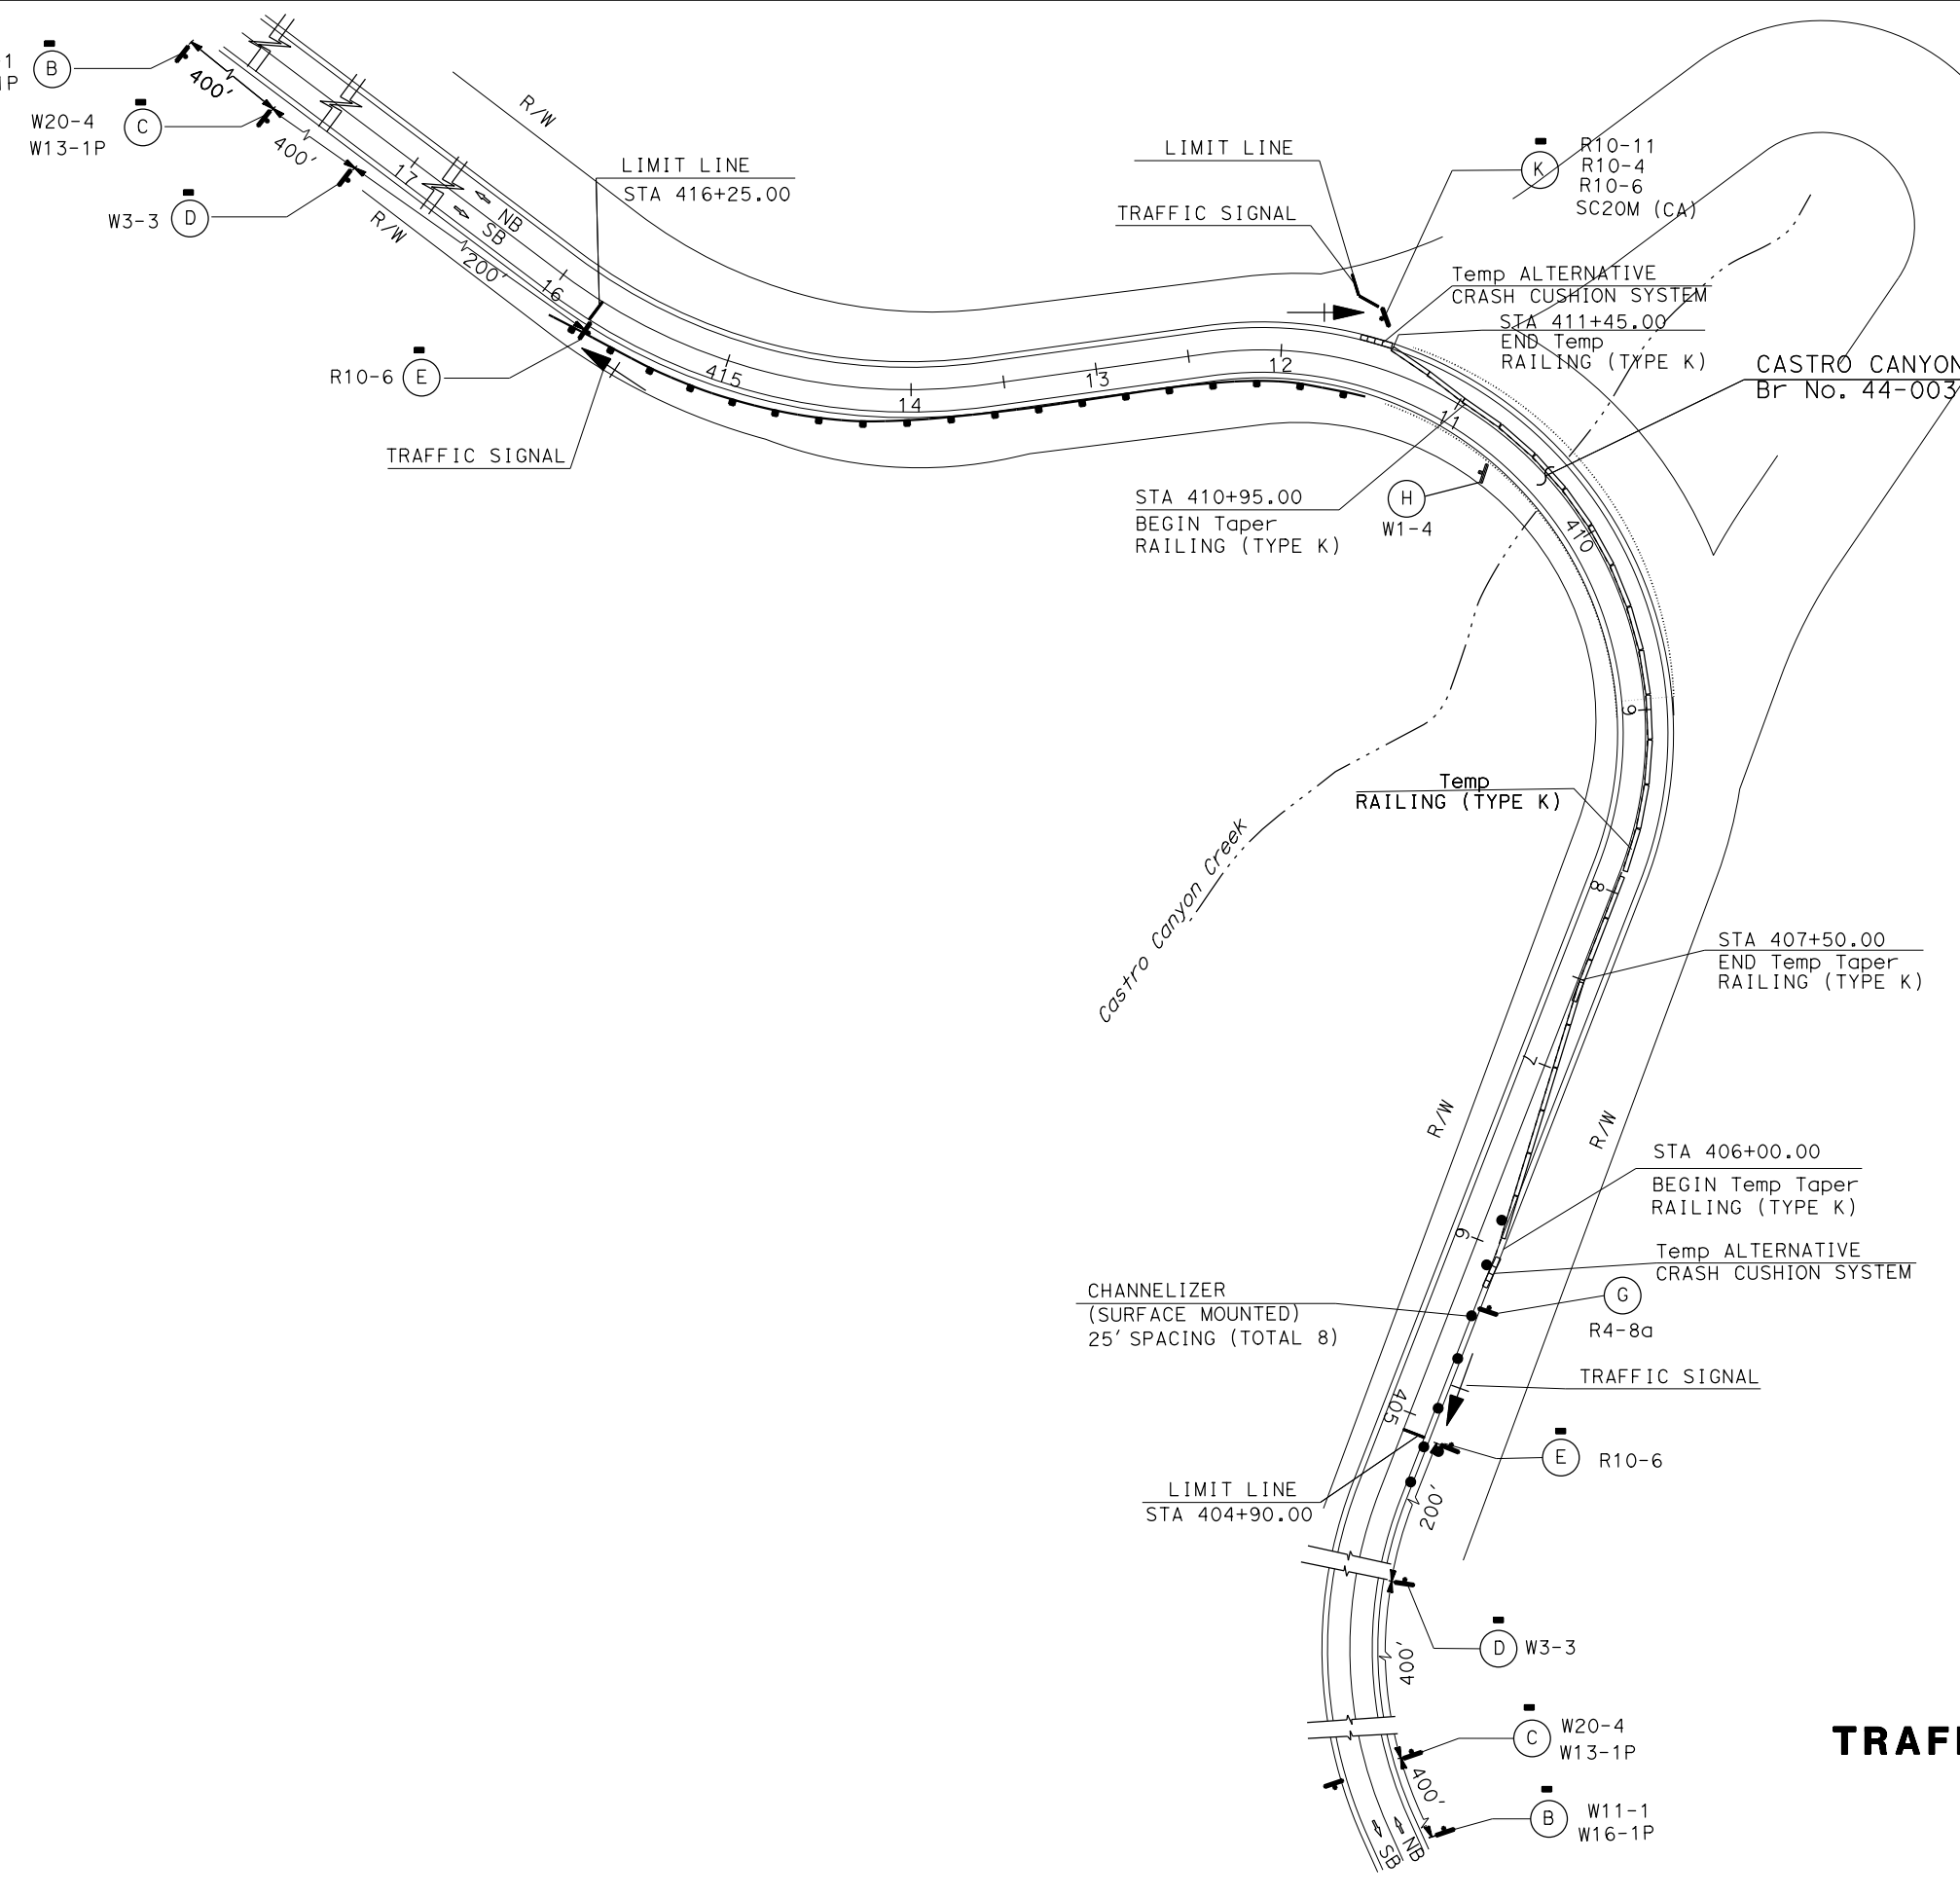 -1
1P
B
400'
W20-4
W13-1P
C
400'
W3-3
D
R/W
17
NB
SB
R/W
200'
16
LIMIT LINE
STA 416+25.00
R10-6
E
TRAFFIC SIGNAL
415
14
13
12
LIMIT LINE
TRAFFIC SIGNAL
K
R10-11
R10-4
R10-6
SC20M (CA)
Temp ALTERNATIVE
CRASH CUSHION SYSTEM
STA 411+45.00
END Temp
RAILING (TYPE K)
CASTRO CANYON
Br No. 44-003
11
STA 410+95.00
BEGIN Taper
RAILING (TYPE K)
H
W1-4
410
9
Temp
RAILING (TYPE K)
Castro Canyon Creek
8
STA 407+50.00
END Temp Taper
RAILING (TYPE K)
7
R/W
R/W
STA 406+00.00
BEGIN Temp Taper
RAILING (TYPE K)
6
Temp ALTERNATIVE
CRASH CUSHION SYSTEM
CHANNELIZER
(SURFACE MOUNTED)
25' SPACING (TOTAL 8)
G
R4-8a
TRAFFIC SIGNAL
405
E
R10-6
LIMIT LINE
STA 404+90.00
200'
D
W3-3
400'
C
W20-4
W13-1P
400'
B
W11-1
W16-1P
SB
NB
TRAF